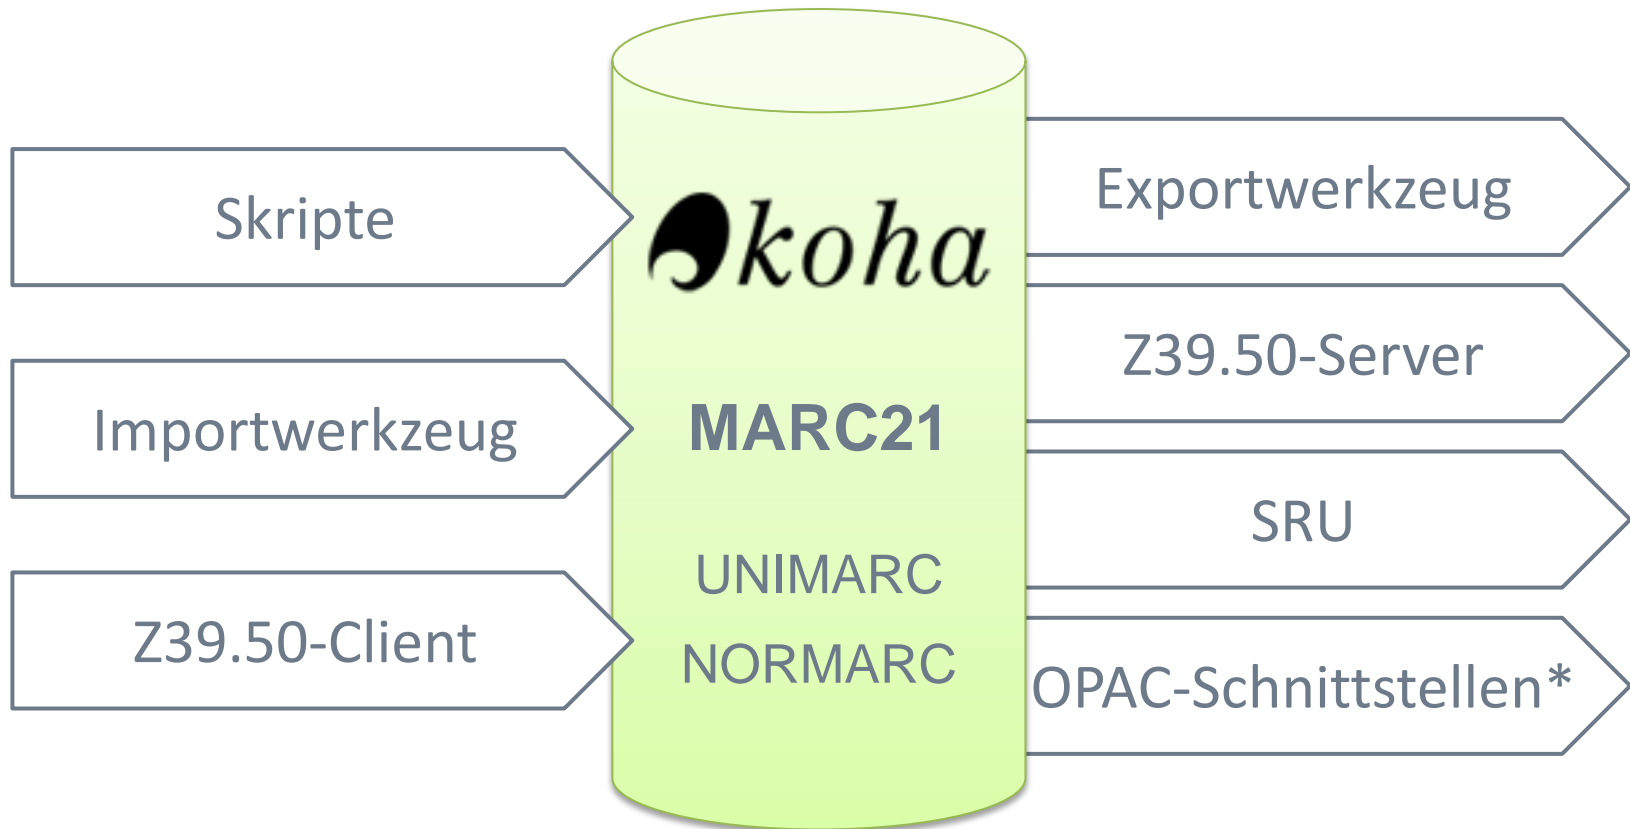 Skripte
Importwerkzeug
Z39.50-Client
koha
MARC21
UNIMARC
NORMARC
Exportwerkzeug
Z39.50-Server
SRU
OPAC-Schnittstellen*